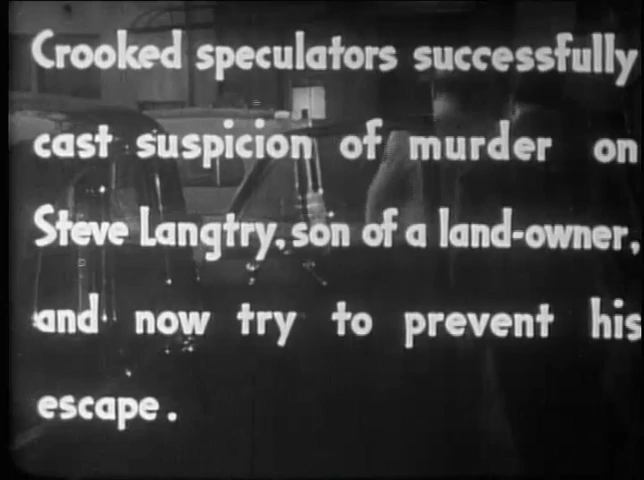 Crooked speculators successfully
cast suspicion of murder on
Steve Langtry, son of a land-owner,
and now try to prevent his
escape.